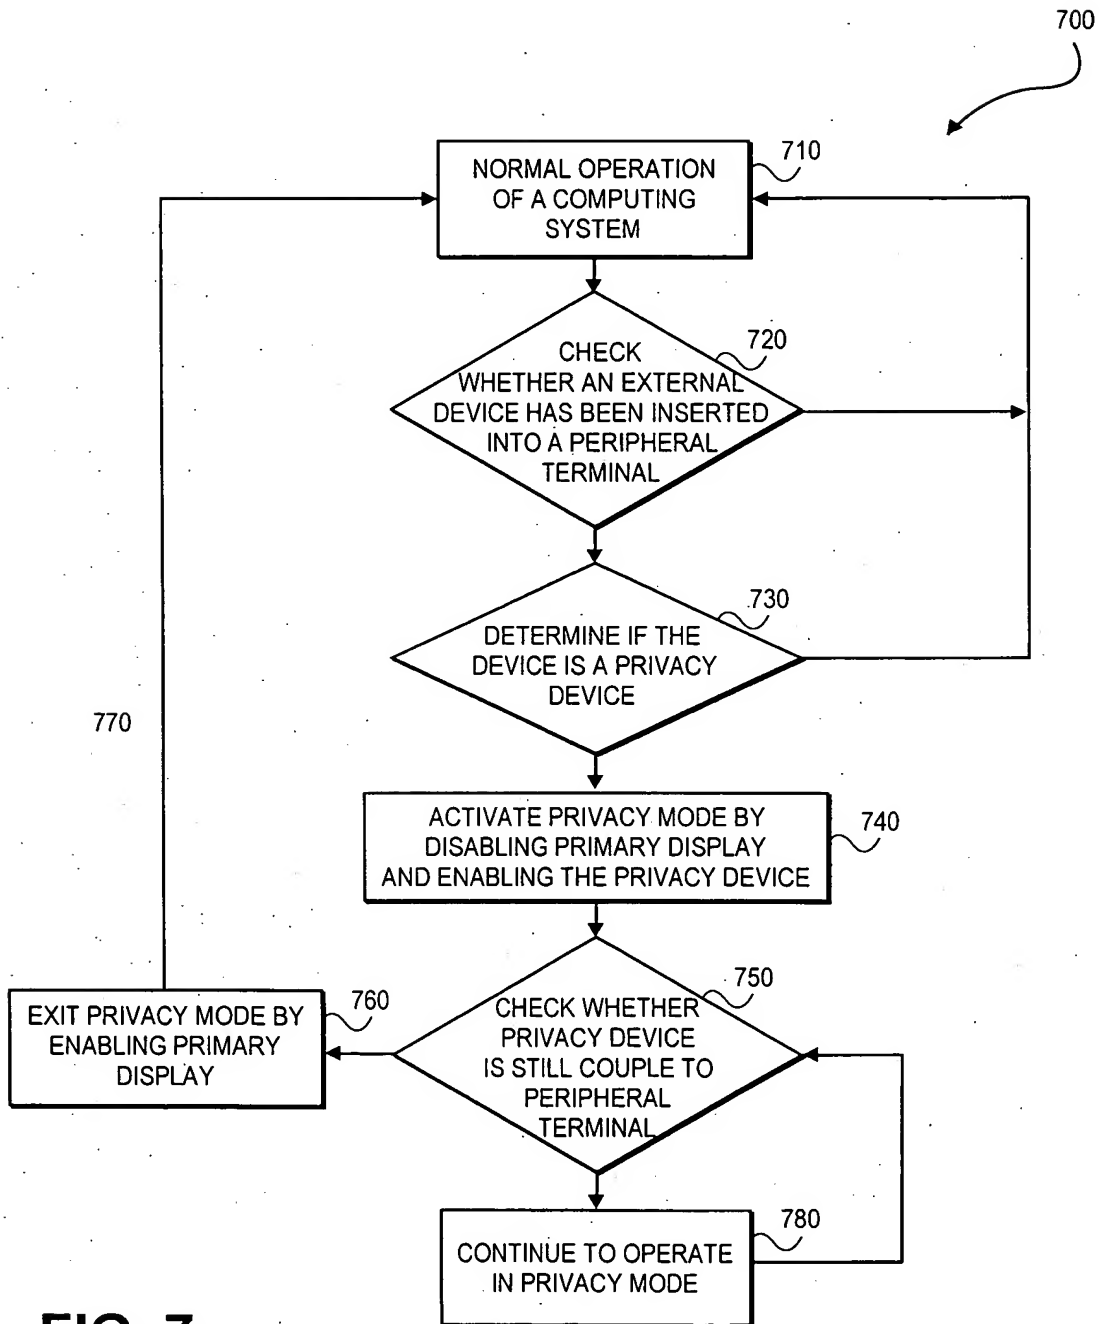 700
NORMAL OPERATION
OF A COMPUTING
SYSTEM
710
CHECK
WHETHER AN EXTERNAL
DEVICE HAS BEEN INSERTED
INTO A PERIPHERAL
TERMINAL
720
DETERMINE IF THE
DEVICE IS A PRIVACY
DEVICE
730
770
ACTIVATE PRIVACY MODE BY
DISABLING PRIMARY DISPLAY
AND ENABLING THE PRIVACY DEVICE
740
CHECK WHETHER
PRIVACY DEVICE
IS STILL COUPLE TO
PERIPHERAL
TERMINAL
750
EXIT PRIVACY MODE BY
ENABLING PRIMARY
DISPLAY
760
CONTINUE TO OPERATE
IN PRIVACY MODE
780
FIG. 7